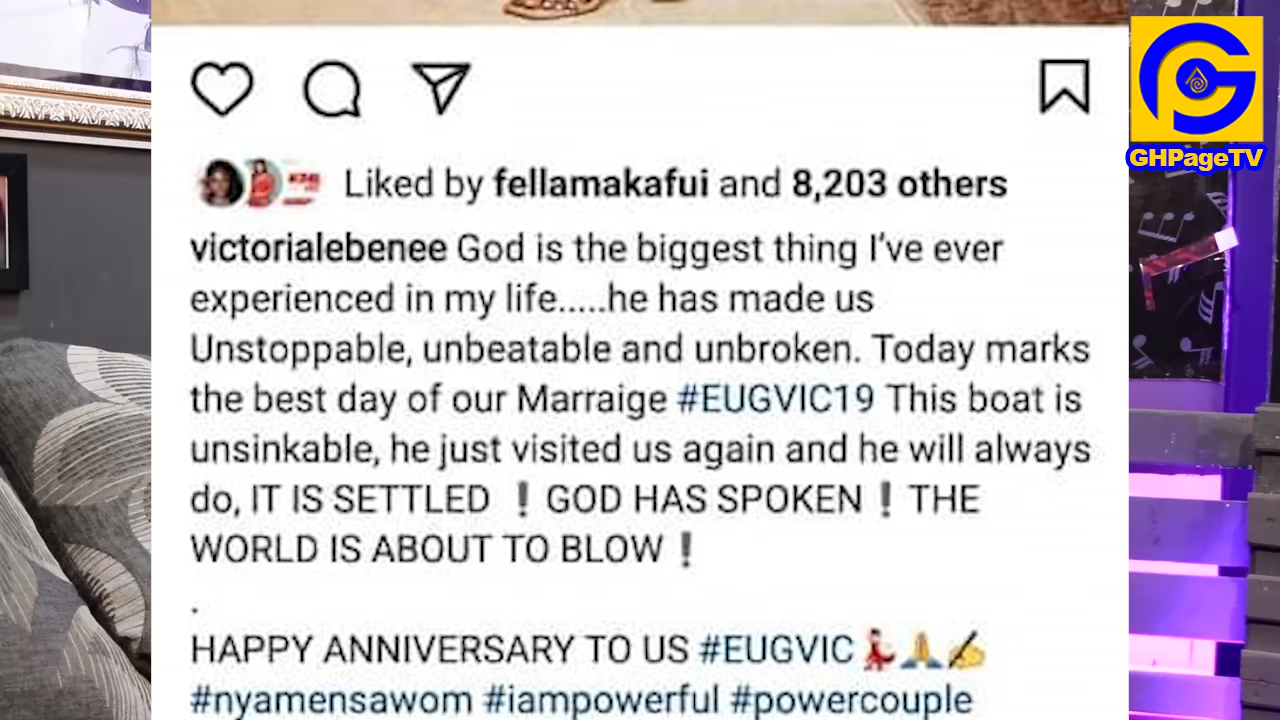 GHPageTV
Liked by fellamakafui and 8,203 others
victorialebenee God is the biggest thing I've ever
experienced in my life.....he has made us
Unstoppable, unbeatable and unbroken. Today marks
the best day of our Marraige #EUGVIC19 This boat is
unsinkable, he just visited us again and he will always
do, IT IS SETTLED ❗ GOD HAS SPOKEN ❗ THE
WORLD IS ABOUT TO BLOW ❗
.
HAPPY ANNIVERSARY TO US #EUGVIC 💃🙏✍
#nyamensawom #iampowerful #powercouple